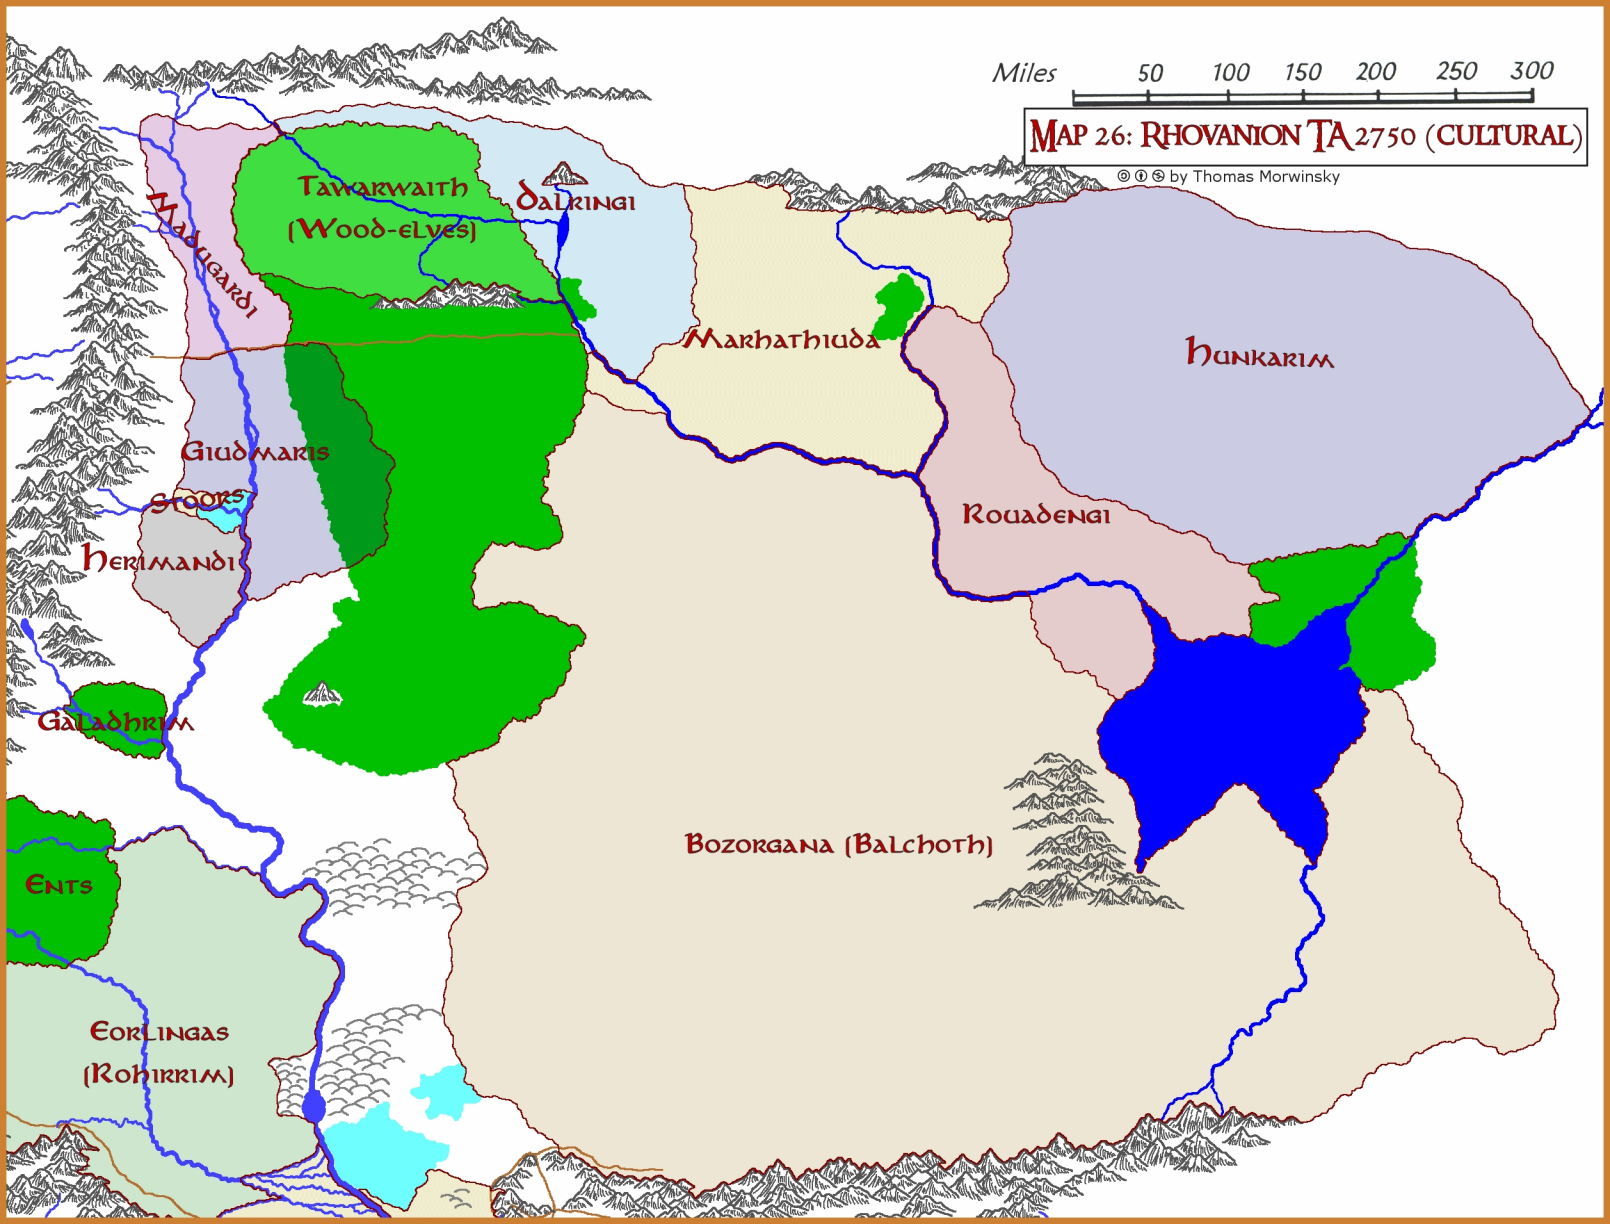 Miles 50 100 150 200 250 300
Map 26: Rhovanion TA 2750 (cultural)
by Thomas Morwinsky
Tawarwaith
(Wood-elves)
Dalringi
Madugardi
Marhathiuda
Hunkarim
Giudmaris
Stoors
Rouadengi
Herimandi
Galadhrim
Bozorgana (Balchoth)
Ents
Eorlingas
(Rohirrim)